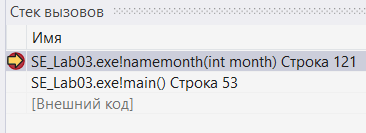 Стек вызовов
Имя
SE_Lab03.exe!namemonth(int month) Строка 121
SE_Lab03.exe!main() Строка 53
[Внешний код]